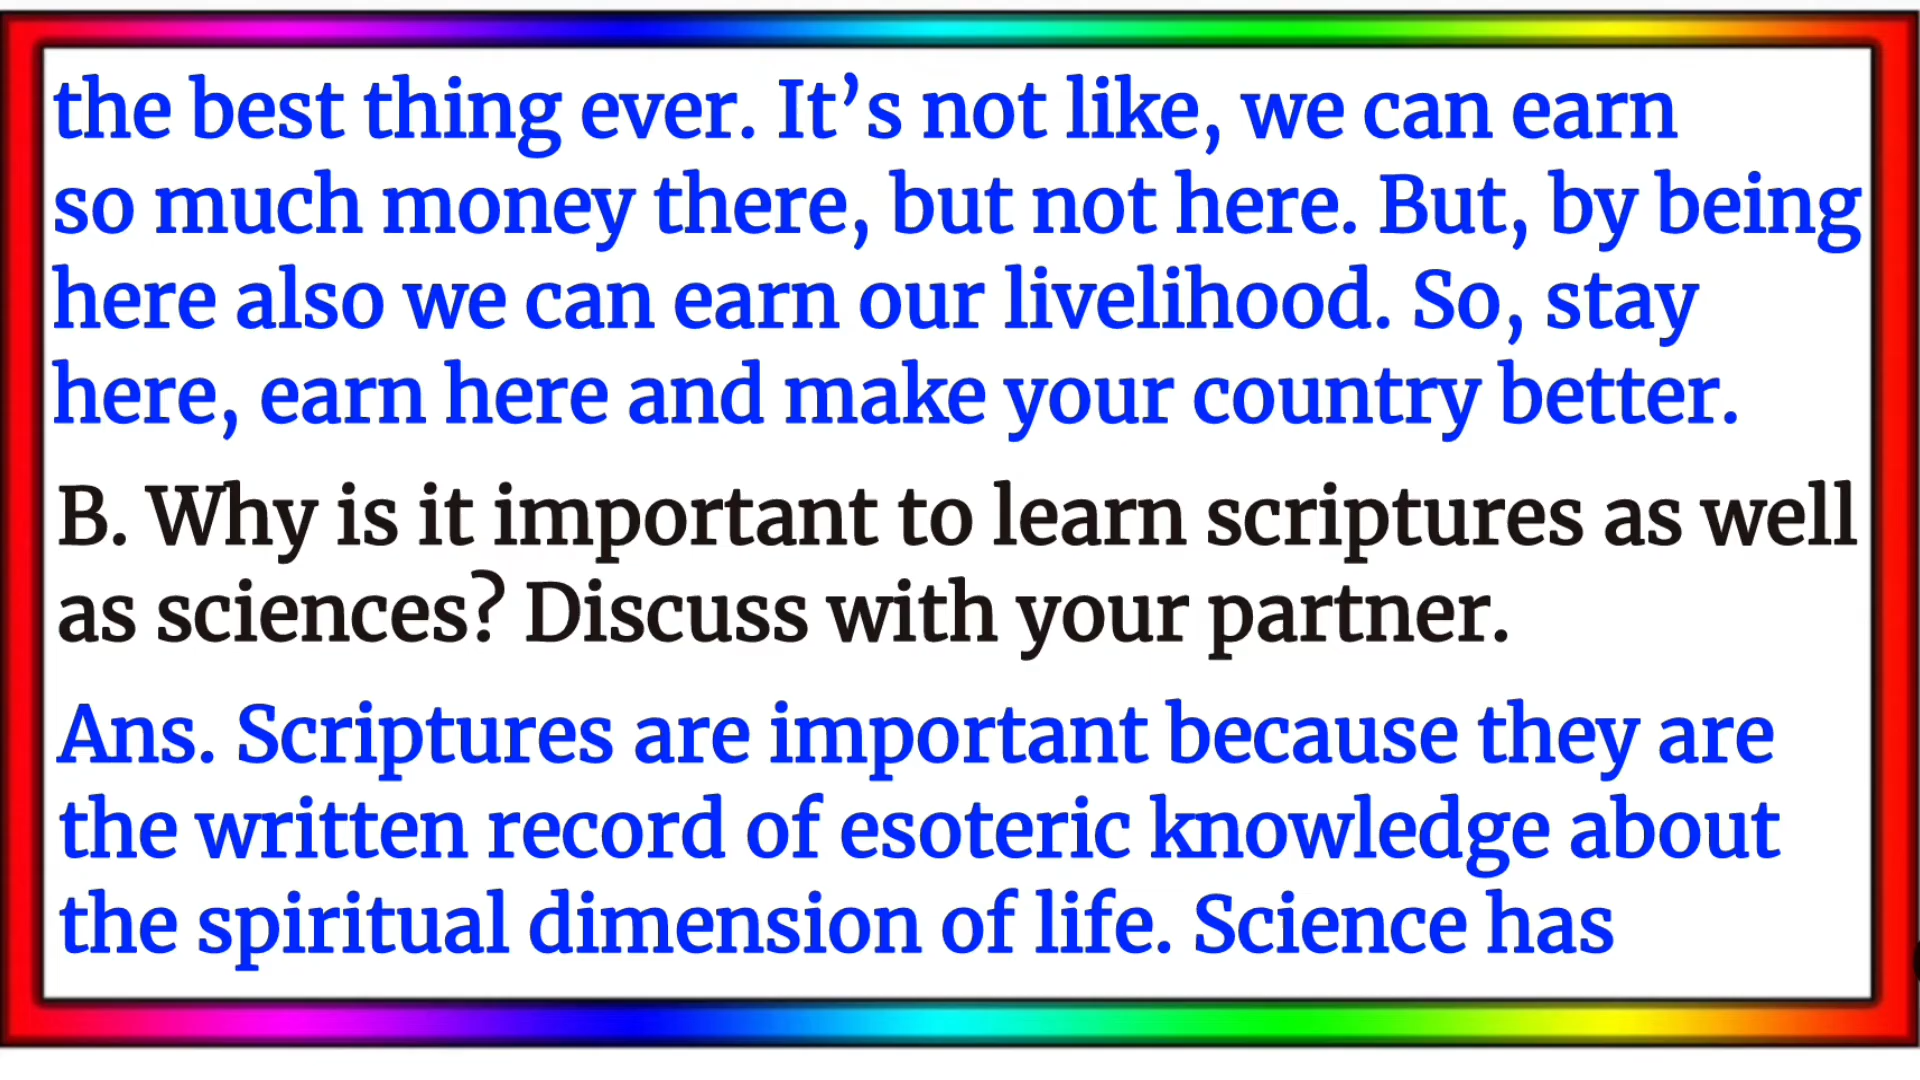 the best thing ever. It’s not like, we can earn
so much money there, but not here. But, by being
here also we can earn our livelihood. So, stay
here, earn here and make your country better.
B. Why is it important to learn scriptures as well
as sciences? Discuss with your partner.
Ans. Scriptures are important because they are
the written record of esoteric knowledge about
the spiritual dimension of life. Science has